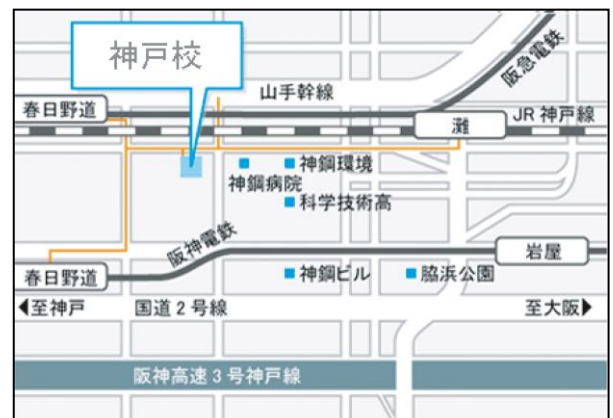 神戸校
阪急電鉄
山手幹線
春日野道
灘
JR 神戸線
神鋼環境
神鋼病院
科学技術高
阪神電鉄
岩屋
春日野道
神鋼ビル
脇浜公園
◀至神戸
国道2号線
至大阪▶
阪神高速3号神戸線